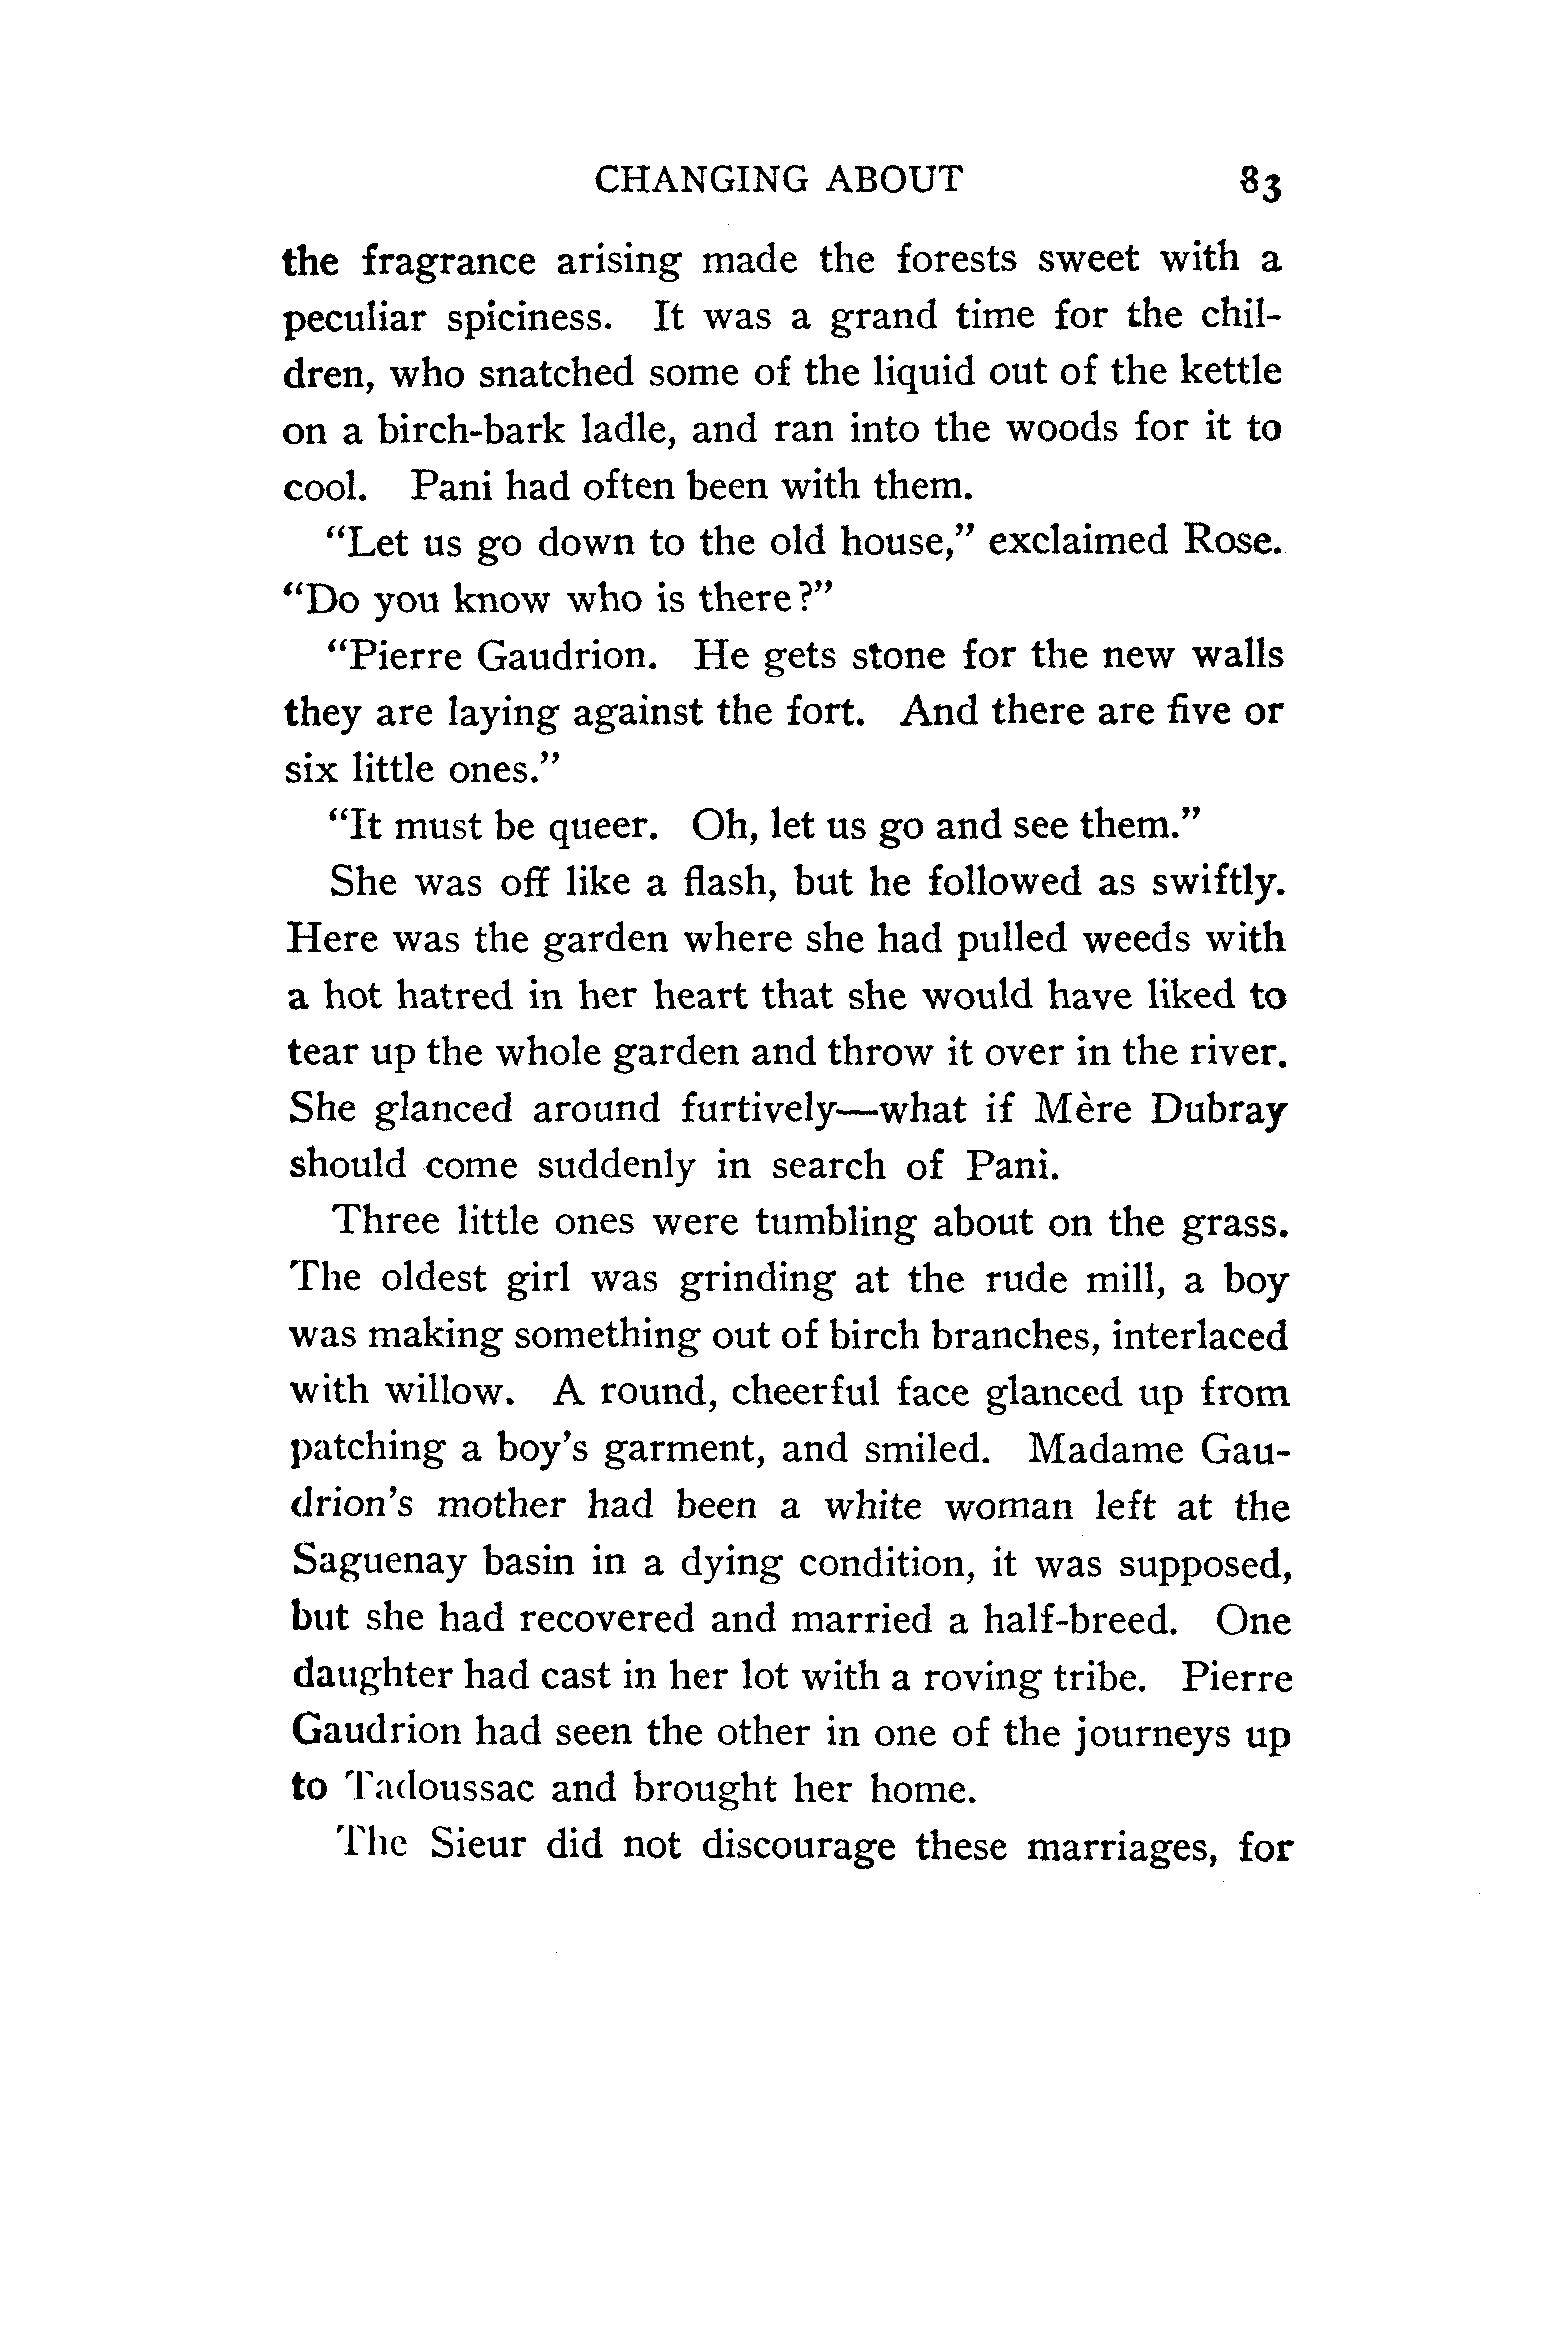 CHANGING ABOUT 83
the fragrance arising made the forests sweet with a
peculiar spiciness. It was a grand time for the chil-
dren, who snatched some of the liquid out of the kettle
on a birch-bark ladle, and ran into the woods for it to
cool. Pani had often been with them.
“Let us go down to the old house,” exclaimed Rose.
“Do you know who is there?”
“Pierre Gaudrion. He gets stone for the new walls
they are laying against the fort. And there are five or
six little ones.”
“It must be queer. Oh, let us go and see them.”
She was off like a flash, but he followed as swiftly.
Here was the garden where she had pulled weeds with
a hot hatred in her heart that she would have liked to
tear up the whole garden and throw it over in the river.
She glanced around furtively—what if Mère Dubray
should come suddenly in search of Pani.
Three little ones were tumbling about on the grass.
The oldest girl was grinding at the rude mill, a boy
was making something out of birch branches, interlaced
with willow. A round, cheerful face glanced up from
patching a boy’s garment, and smiled. Madame Gau-
drion’s mother had been a white woman left at the
Saguenay basin in a dying condition, it was supposed,
but she had recovered and married a half-breed. One
daughter had cast in her lot with a roving tribe. Pierre
Gaudrion had seen the other in one of the journeys up
to Tadoussac and brought her home.
The Sieur did not discourage these marriages, for